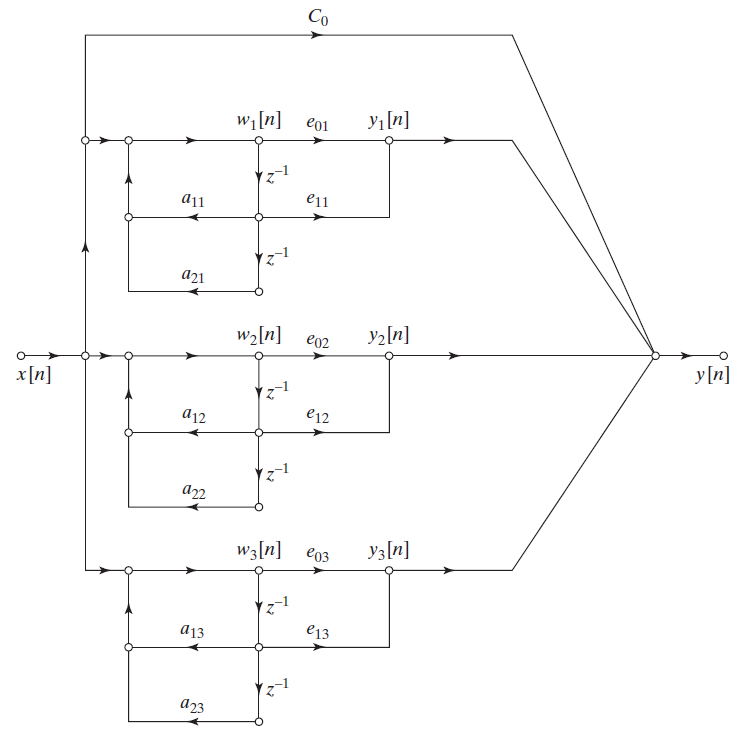 C₀
w₁[n] e₀₁ y₁[n]
z⁻¹
a₁₁ e₁₁
z⁻¹
a₂₁
w₂[n] e₀₂ y₂[n]
x[n] y[n]
z⁻¹
a₁₂ e₁₂
z⁻¹
a₂₂
w₃[n] e₀₃ y₃[n]
z⁻¹
a₁₃ e₁₃
z⁻¹
a₂₃